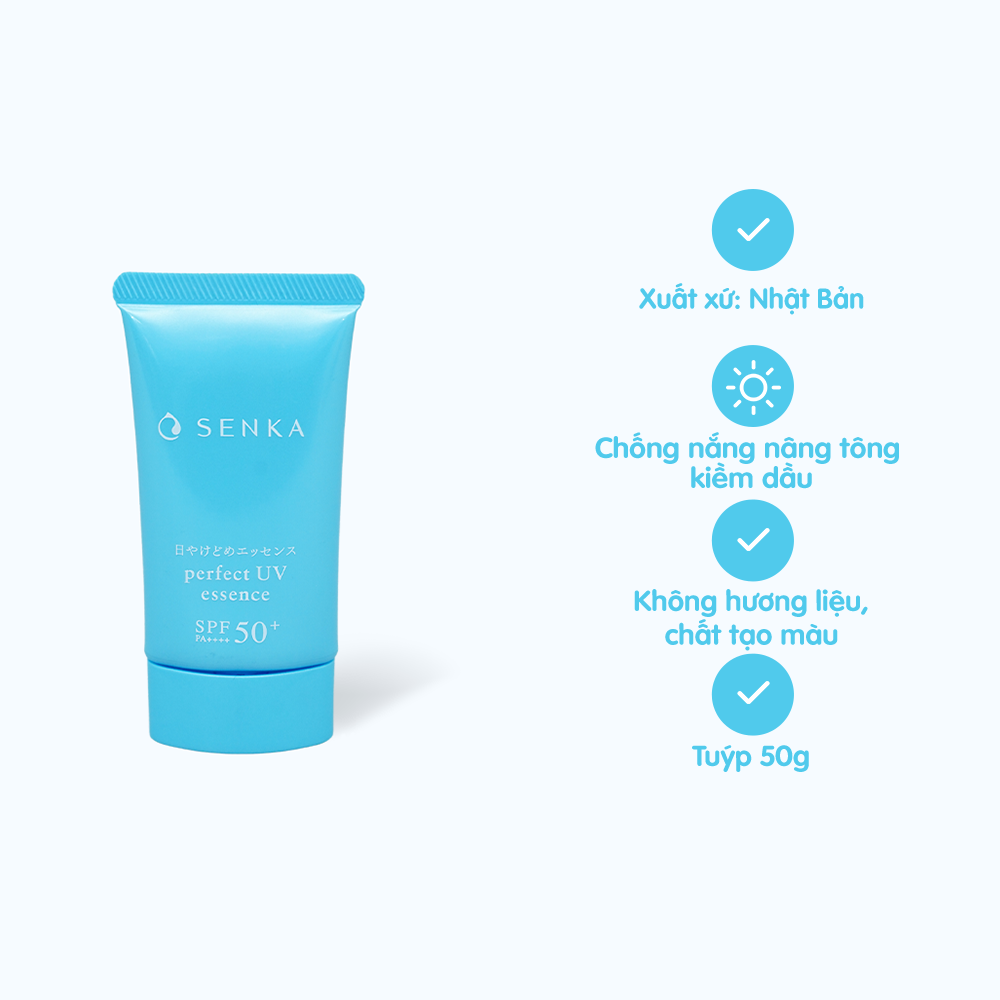 SENKA
日やけどめエッセンス
perfect UV
essence
SPF 50+
PA++++
Xuất xứ: Nhật Bản
Chống nắng nâng tông
kiềm dầu
Không hương liệu,
chất tạo màu
Tuýp 50g